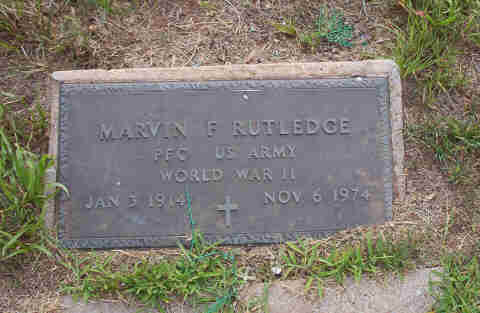 MARVIN F RUTLEDGE
PFC US ARMY
WORLD WAR II
JAN 3 1914 NOV 6 1974